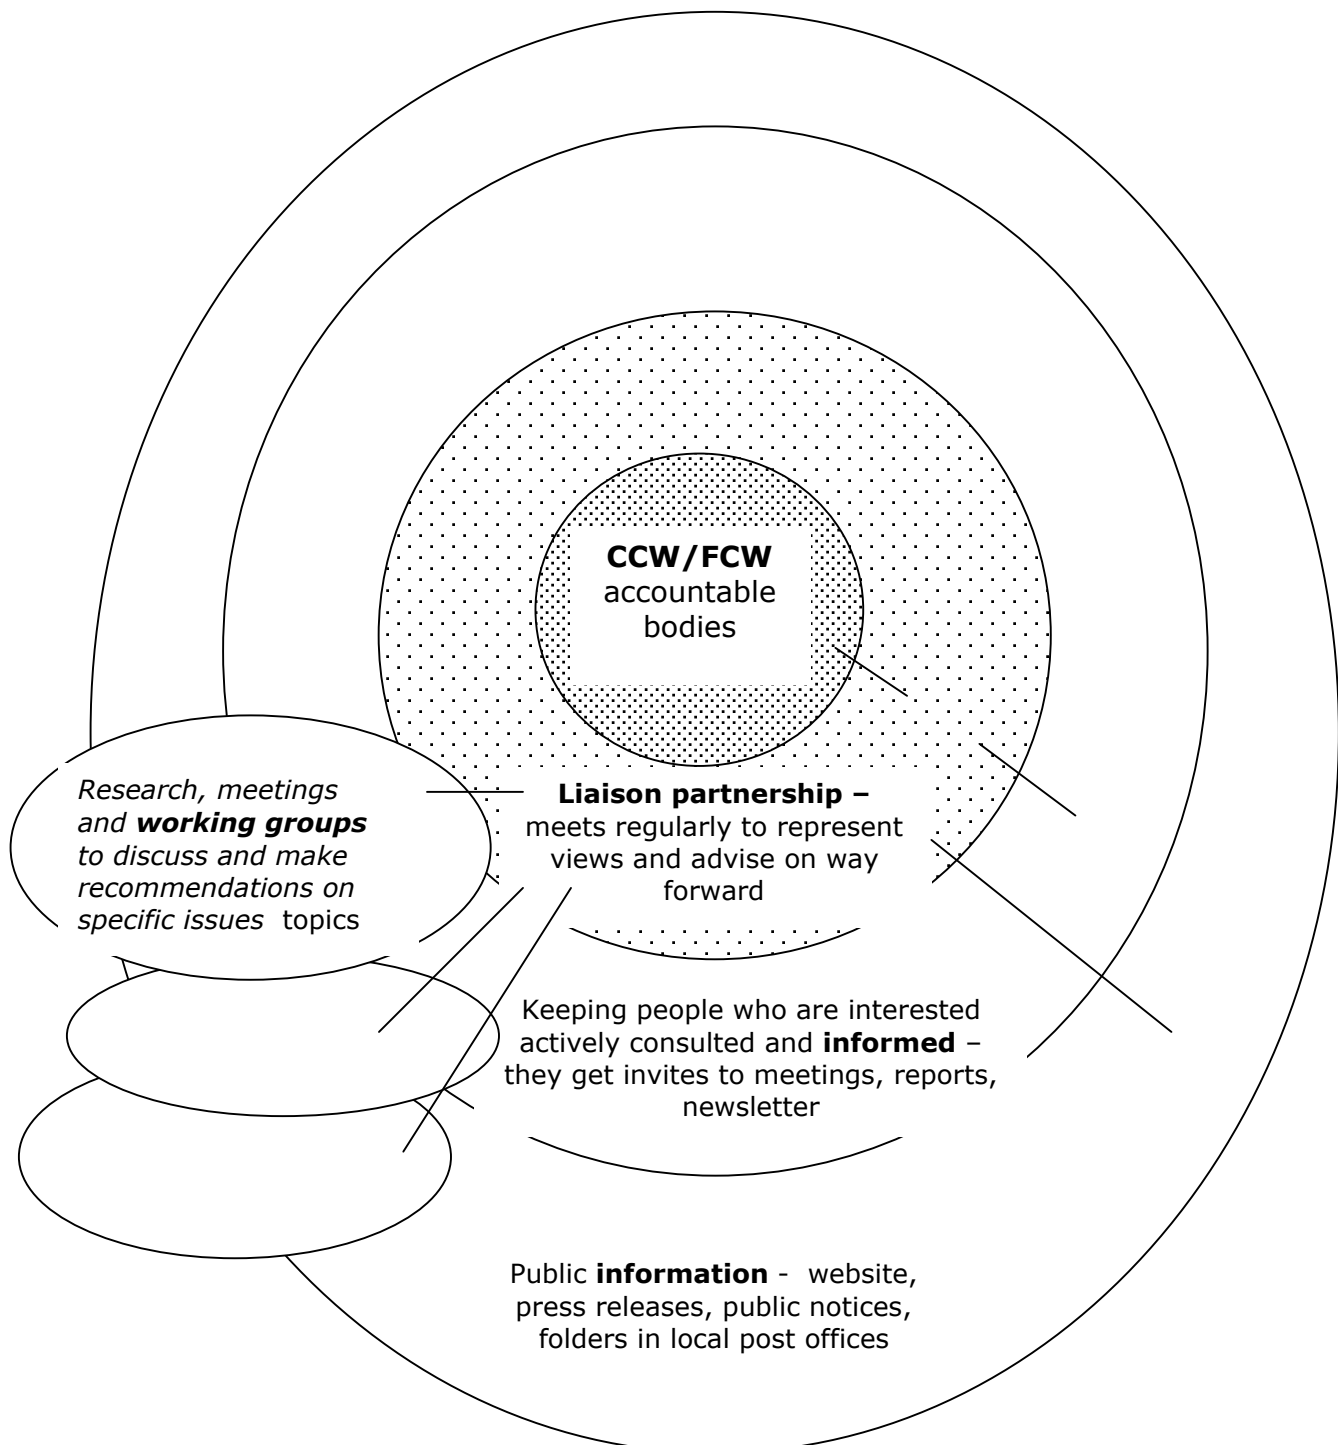 CCW/FCW
accountable
bodies
Research, meetings
and working groups
to discuss and make
recommendations on
specific issues topics
Liaison partnership –
meets regularly to represent
views and advise on way
forward
Keeping people who are interested
actively consulted and informed –
they get invites to meetings, reports,
newsletter
Public information - website,
press releases, public notices,
folders in local post offices